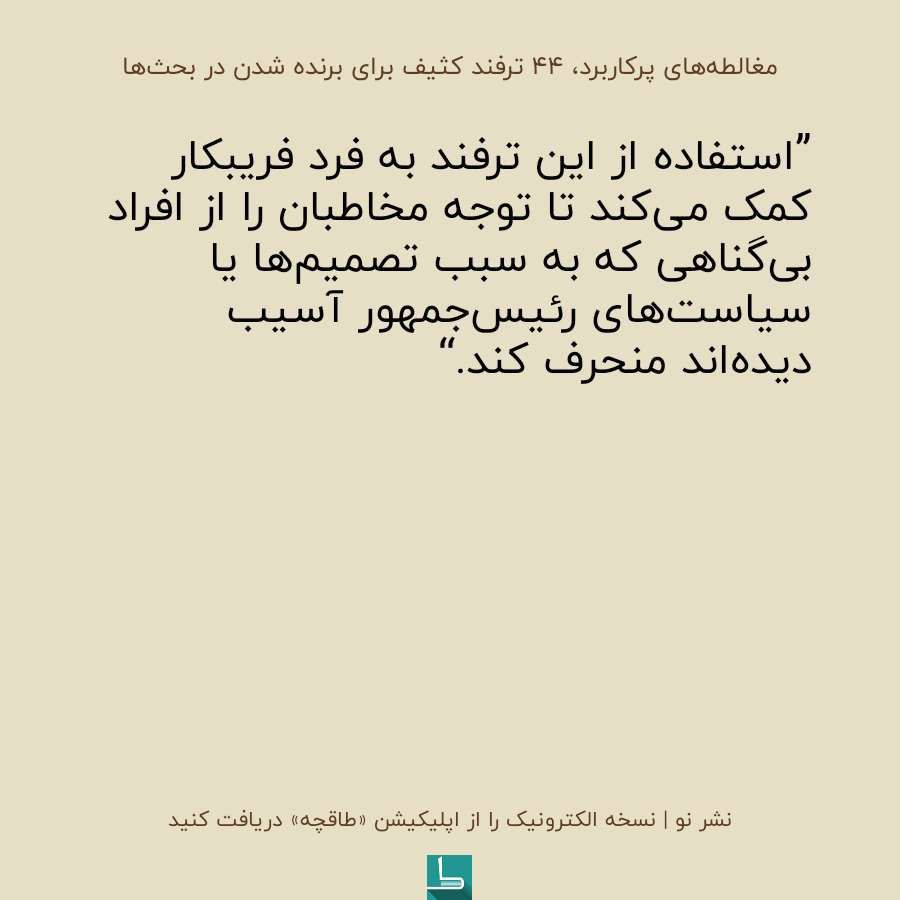 مغالطه‌های پرکاربرد، ۴۴ ترفند کثیف برای برنده شدن در بحث‌ها
”استفاده از این ترفند به فرد فریبکار
کمک می‌کند تا توجه مخاطبان را از افراد
بی‌گناهی که به سبب تصمیم‌ها یا
سیاست‌های رئیس‌جمهور آسیب
دیده‌اند منحرف کند.“
نشر نو | نسخه الکترونیک را از اپلیکیشن «طاقچه» دریافت کنید